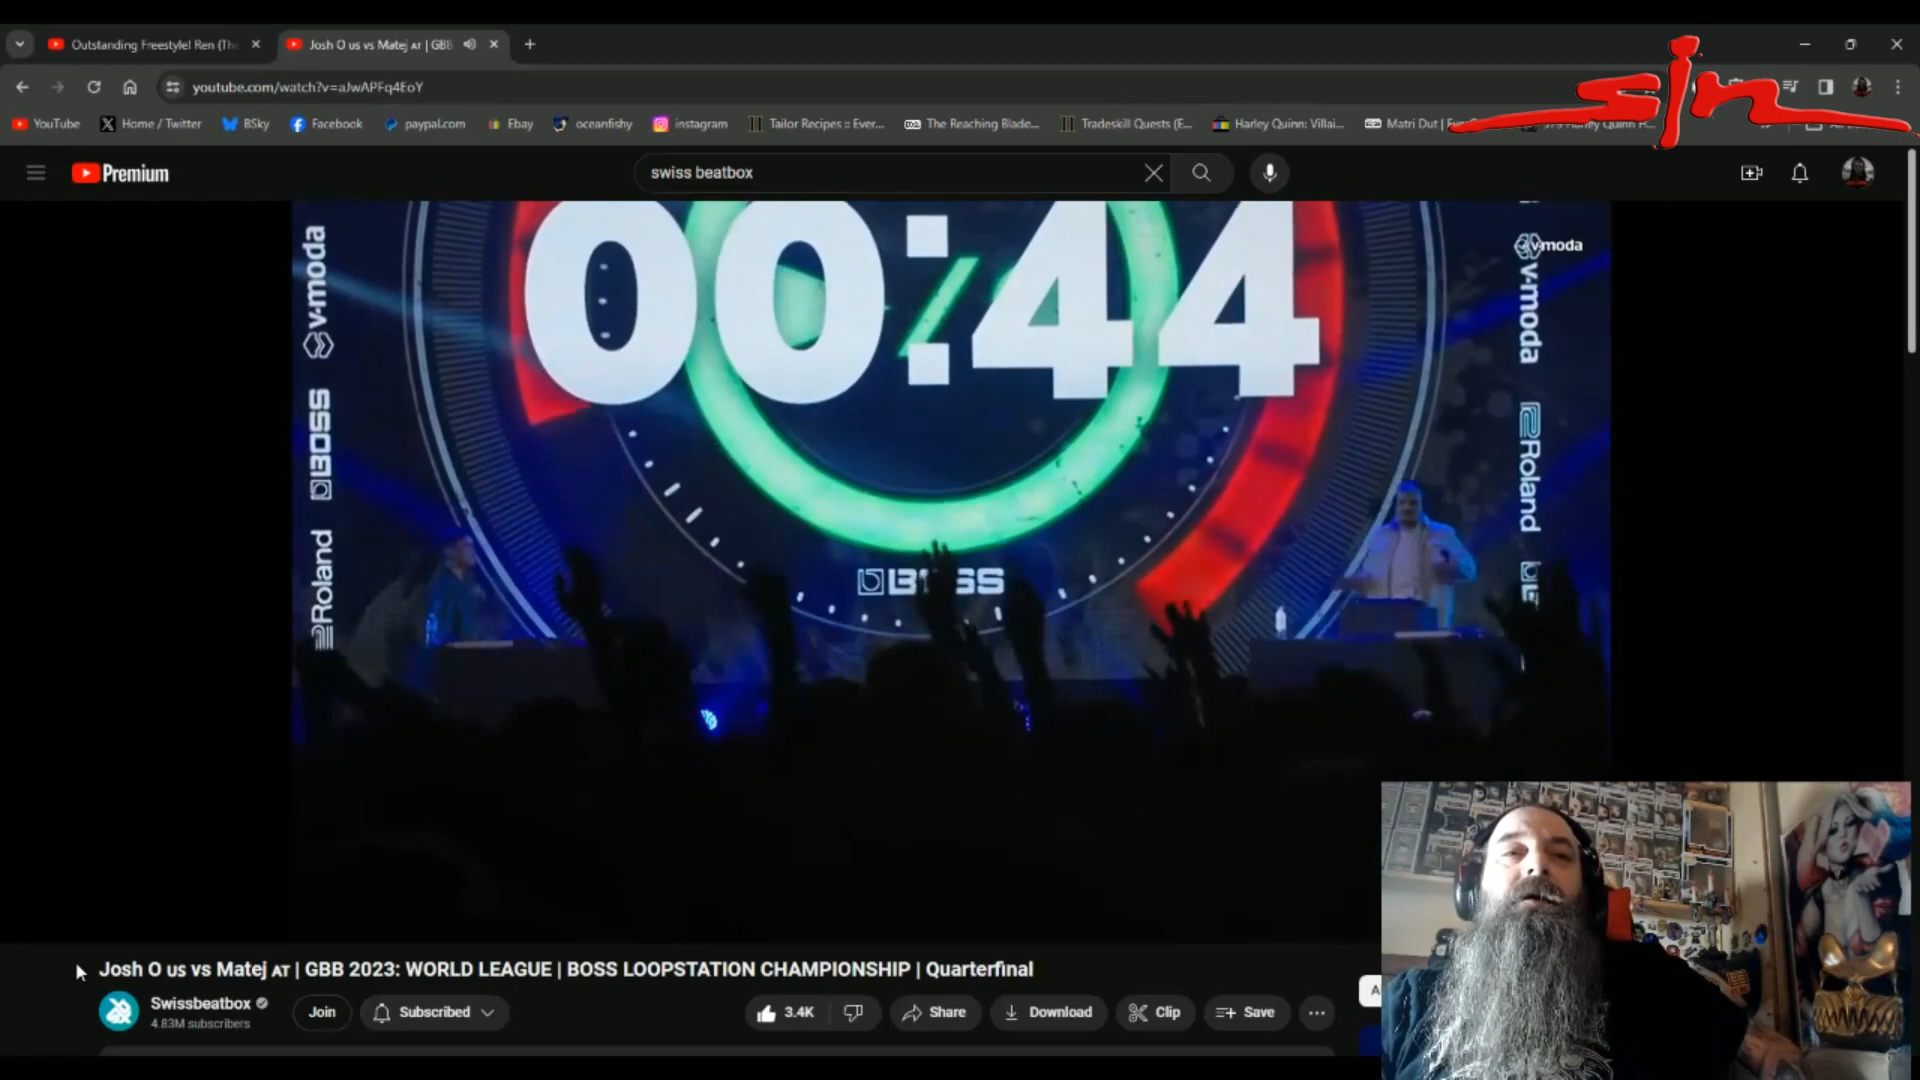 Outstanding Freestyle! Ren (Th
Josh O us vs Matej AT | GBB
sin
youtube.com/watch?v=aJwAPFq4EoY
YouTube
Home / Twitter
BSky
Facebook
paypal.com
Ebay
oceanfishy
instagram
Tailor Recipes :: Ever...
The Reaching Blade...
Tradeskill Quests (E...
Harley Quinn: Villai...
Premium
swiss beatbox
00:44
v-moda
BOSS
Roland
BOSS
v-moda
v-moda
Roland
Josh O us vs Matej AT | GBB 2023: WORLD LEAGUE | BOSS LOOPSTATION CHAMPIONSHIP | Quarterfinal
Swissbeatbox
4.83M subscribers
Join
Subscribed
3.4K
Share
Download
Clip
Save